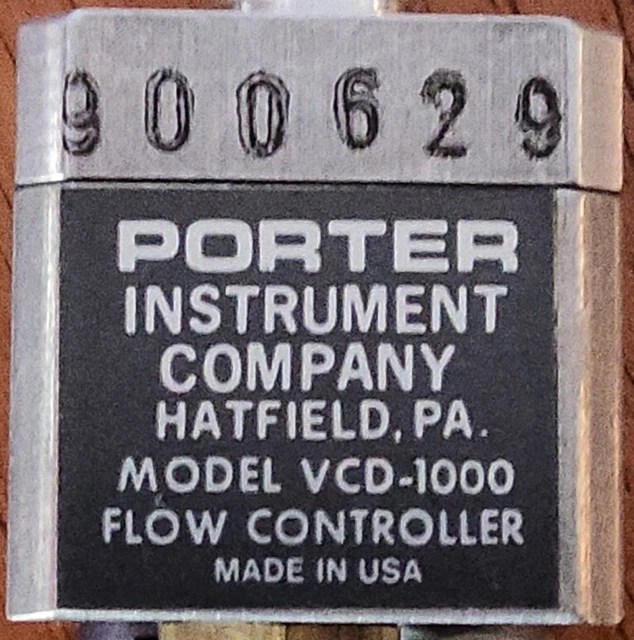 900629
PORTER
INSTRUMENT
COMPANY
HATFIELD, PA.
MODEL VCD-1000
FLOW CONTROLLER
MADE IN USA